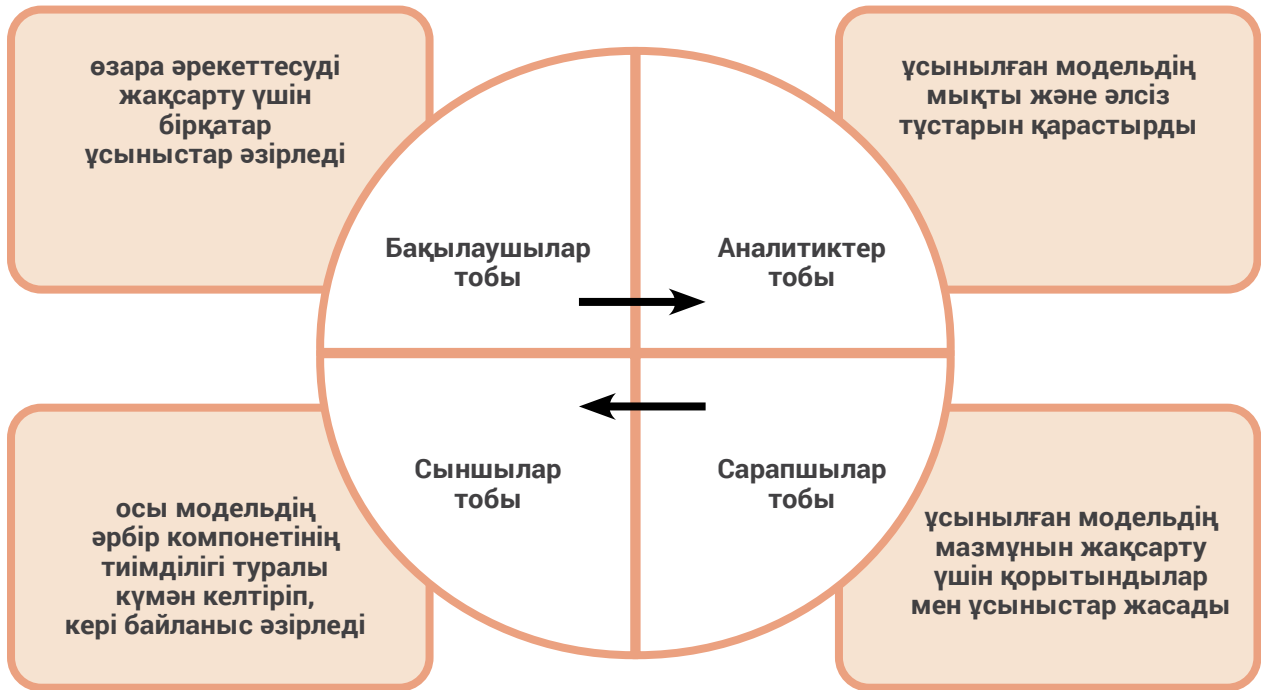 өзара әрекеттесуді
жақсарту үшін
бірқатар
ұсыныстар әзірледі
ұсынылған модельдің
мықты және әлсіз
тұстарын қарастырды
Бақылаушылар
тобы
Аналитиктер
тобы
Сыншылар
тобы
Сарапшылар
тобы
осы модельдің
әрбір компонетінің
тиімділігі туралы
күмән келтіріп,
кері байланыс әзірледі
ұсынылған модельдің
мазмұнын жақсарту
үшін қорытындылар
мен ұсыныстар жасады